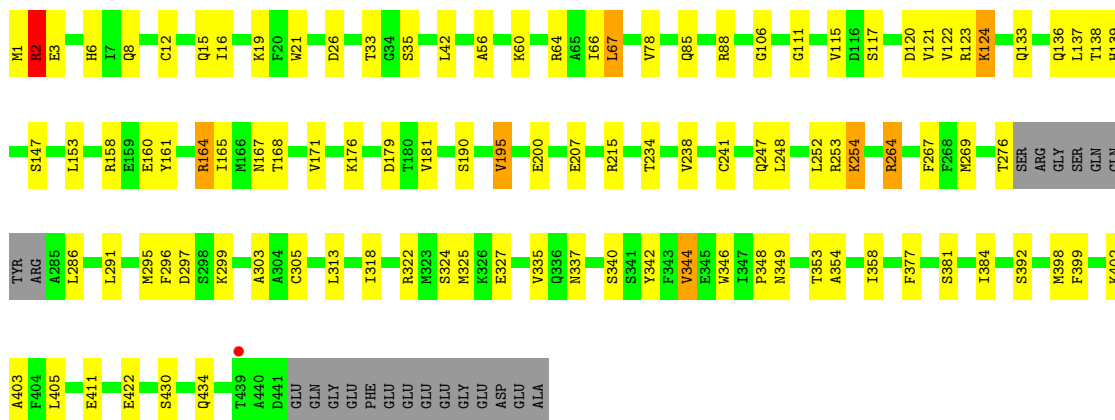 M1 R2 E3 H6 I7 Q8 C12 Q15 I16 K19 F20 W21 D26 T33 G34 S35 L42 A56 K60 R64 A65 I66 L67 V78 Q85 R88 G106 G111 V115 D116 S117 D120 V121 V122 R123 K124 Q133 Q136 L137 T138 H139
S147 L153 R158 E159 E160 Y161 R164 I165 M166 N167 T168 V171 K176 D179 T180 V181 S190 V195 E200 E207 R215 T234 V238 C241 Q247 L248 L252 R253 K254 R264 F267 F268 M269 T276 SER ARG GLY SER GLN GLN
TYR ARG A285 L286 L291 M295 F296 D297 S298 K299 A303 A304 C305 L313 I318 R322 M323 S324 M325 K326 E327 V335 Q336 N337 S340 S341 Y342 F343 V344 E345 W346 I347 P348 N349 T353 A354 I358 F377 S381 I384 S392 M398 F399 K402
A403 F404 L405 E411 E422 S430 Q434 T439 A440 D441 GLU GLN GLY GLU PHE GLU GLU GLU GLU GLY GLU ASP GLU ALA